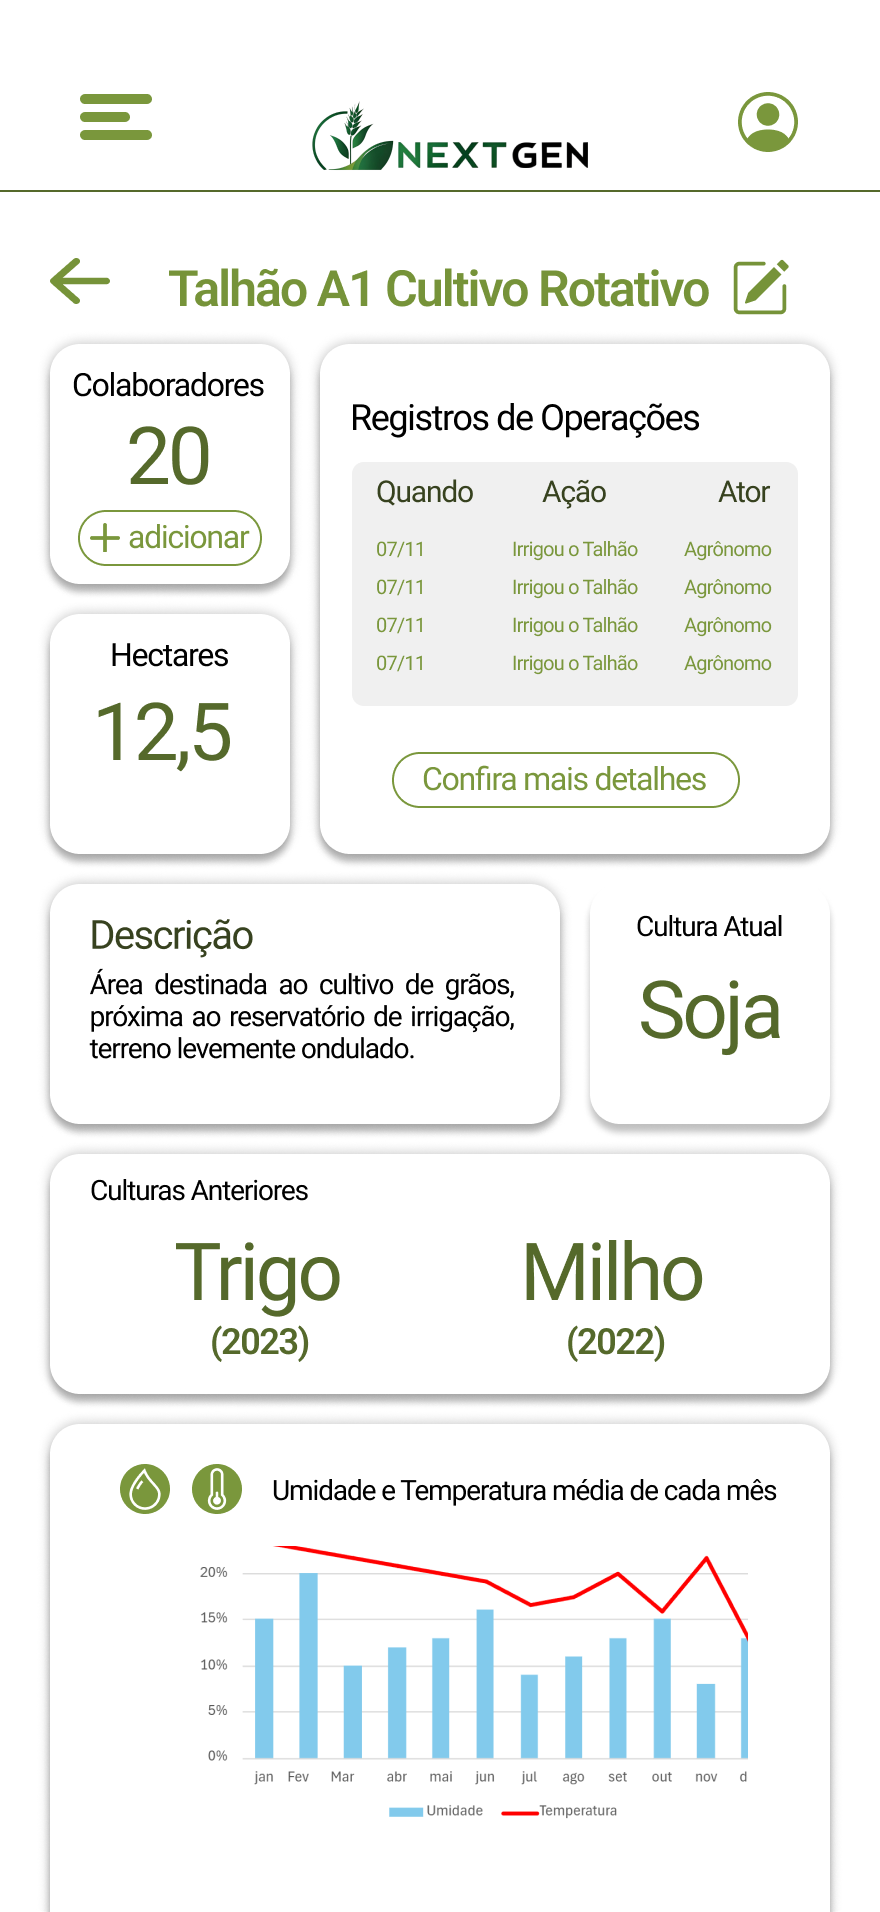 NEXTGEN
Talhão A1 Cultivo Rotativo
Colaboradores
20
+ adicionar
Hectares
12,5
Registros de Operações
Quando Ação Ator
07/11 Irrigou o Talhão Agrônomo
07/11 Irrigou o Talhão Agrônomo
07/11 Irrigou o Talhão Agrônomo
07/11 Irrigou o Talhão Agrônomo
Confira mais detalhes
Descrição
Área destinada ao cultivo de grãos,
próxima ao reservatório de irrigação,
terreno levemente ondulado.
Cultura Atual
Soja
Culturas Anteriores
Trigo
(2023)
Milho
(2022)
Umidade e Temperatura média de cada mês
20%
15%
10%
5%
0%
jan Fev Mar abr mai jun jul ago set out nov d
Umidade Temperatura